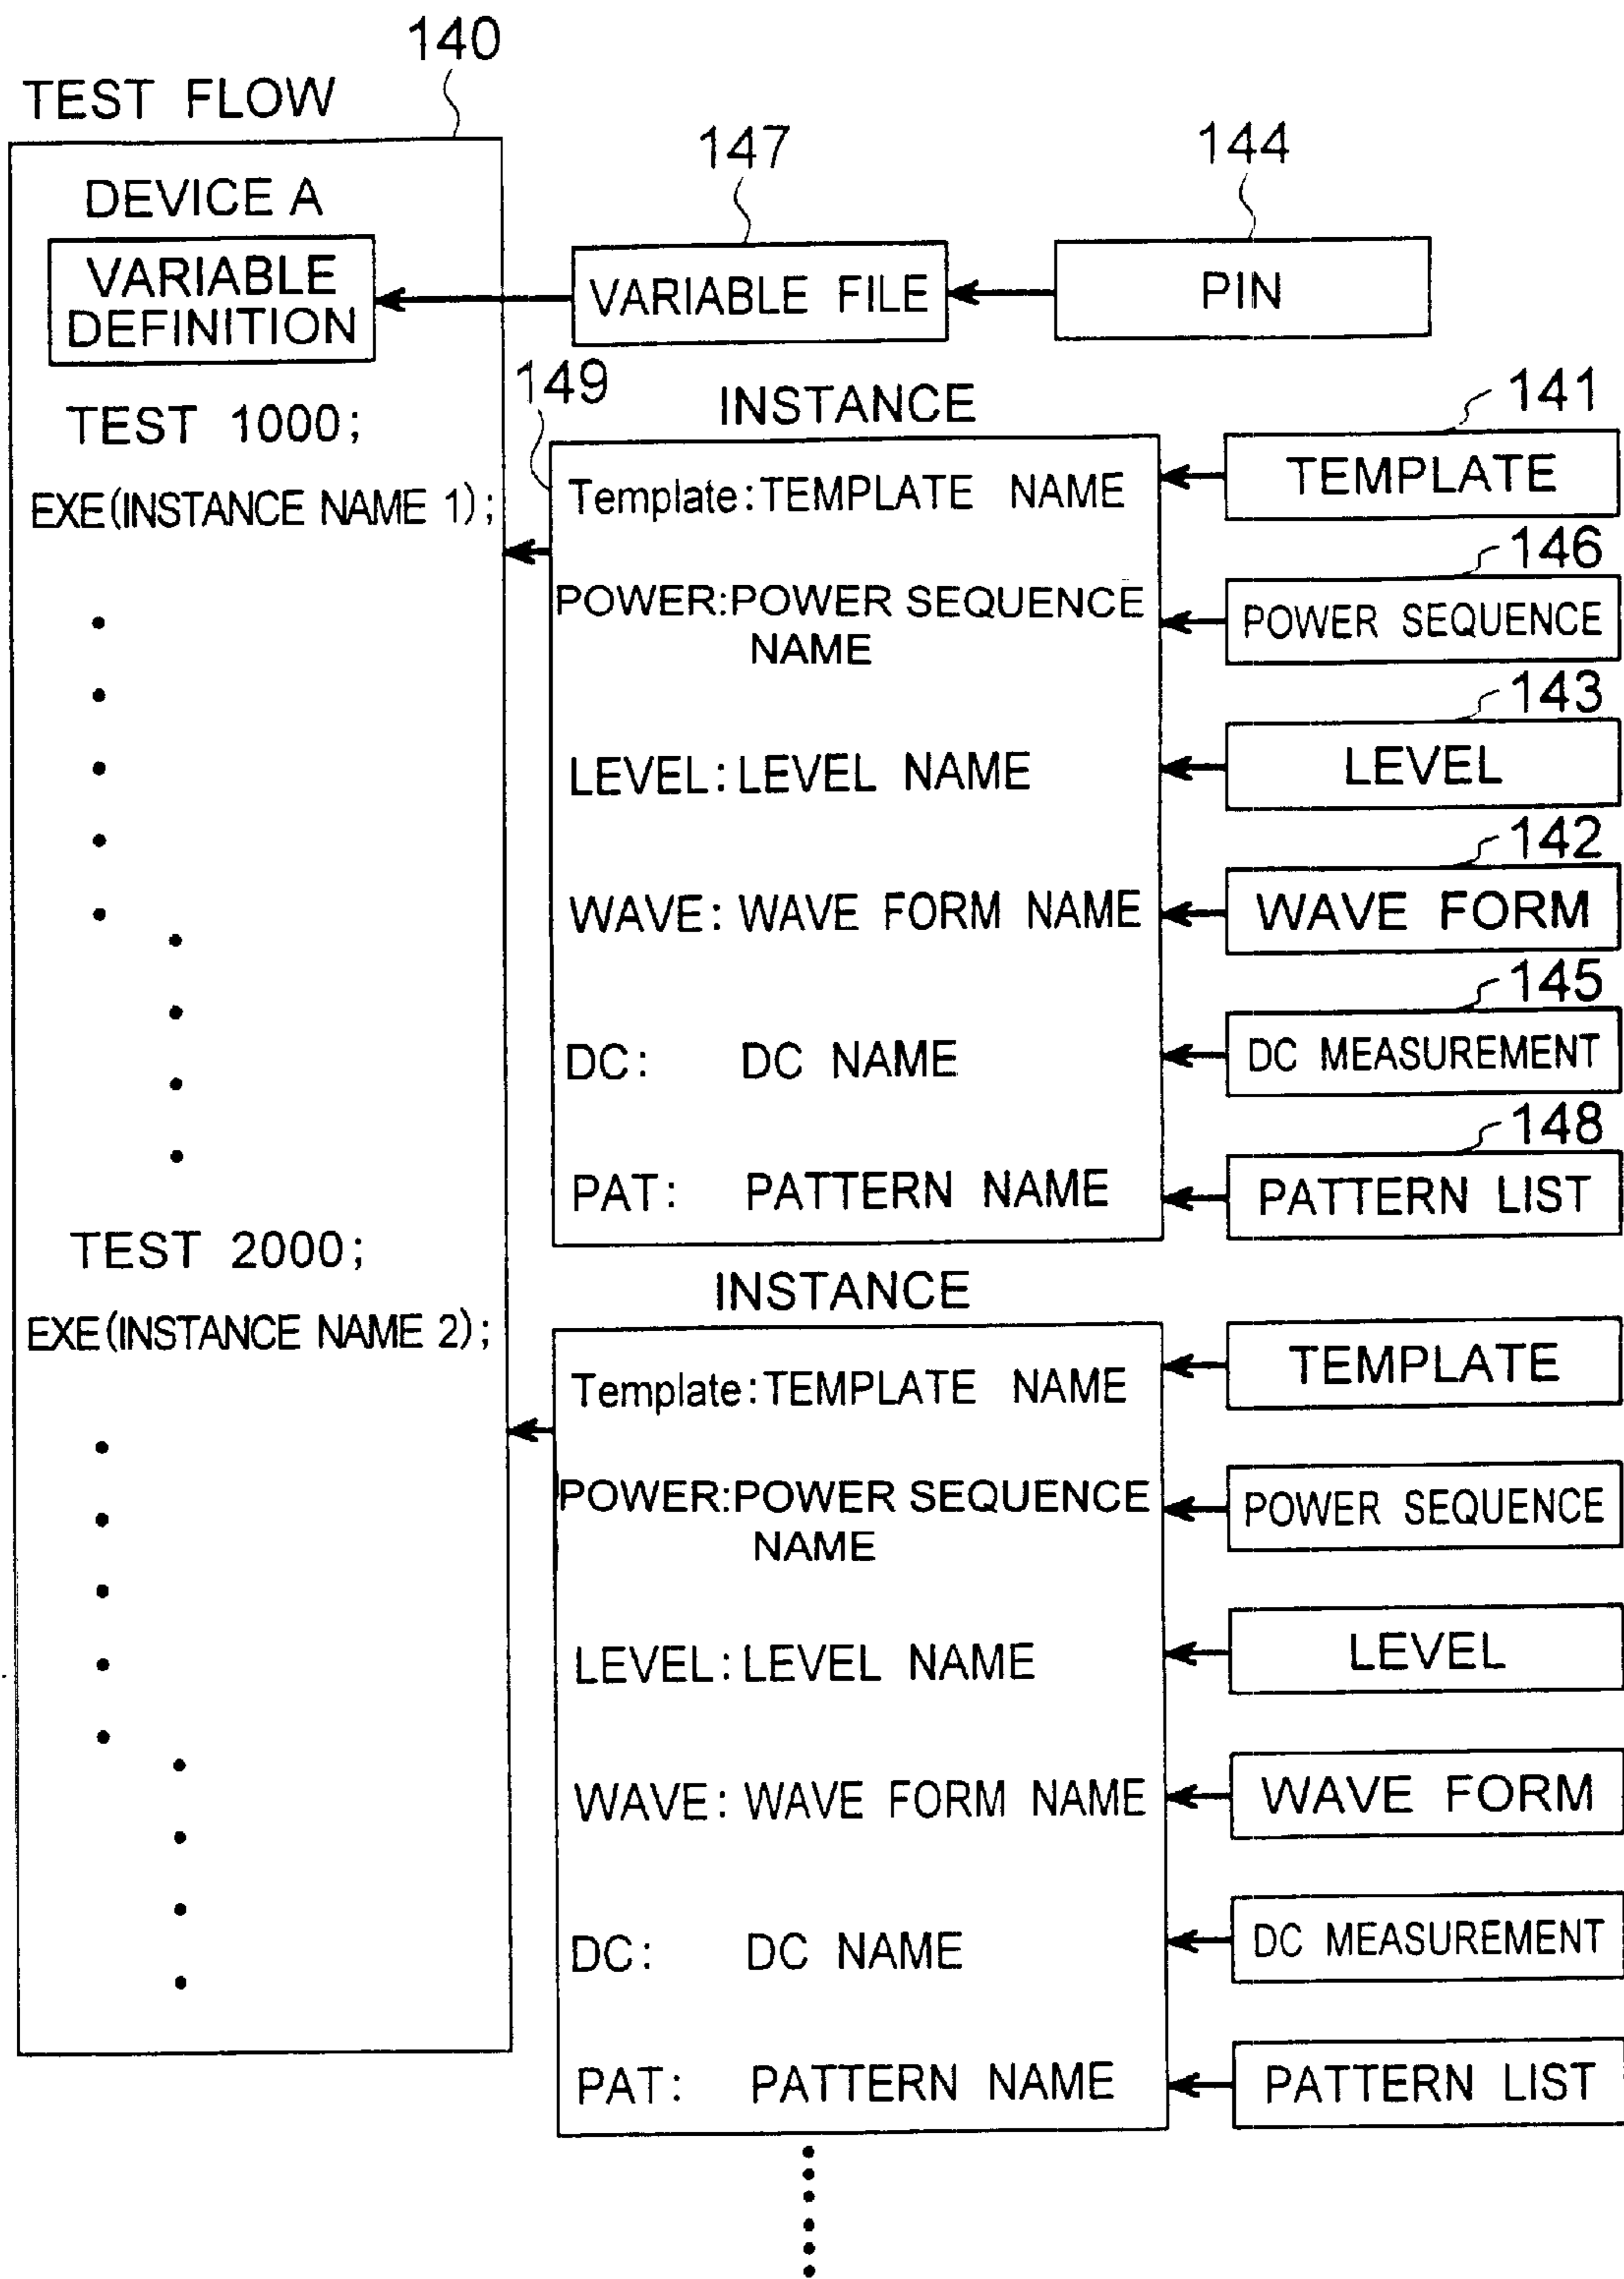 140
TEST FLOW
147
144
DEVICE A
VARIABLE
DEFINITION
VARIABLE FILE
PIN
149
INSTANCE
141
TEST 1000;
Template:TEMPLATE NAME
TEMPLATE
EXE(INSTANCE NAME 1);
146
POWER:POWER SEQUENCE
NAME
POWER SEQUENCE
143
LEVEL:LEVEL NAME
LEVEL
142
WAVE: WAVE FORM NAME
WAVE FORM
145
DC: DC NAME
DC MEASUREMENT
148
PAT: PATTERN NAME
PATTERN LIST
TEST 2000;
INSTANCE
EXE(INSTANCE NAME 2);
Template:TEMPLATE NAME
TEMPLATE
POWER:POWER SEQUENCE
NAME
POWER SEQUENCE
LEVEL:LEVEL NAME
LEVEL
WAVE: WAVE FORM NAME
WAVE FORM
DC: DC NAME
DC MEASUREMENT
PAT: PATTERN NAME
PATTERN LIST